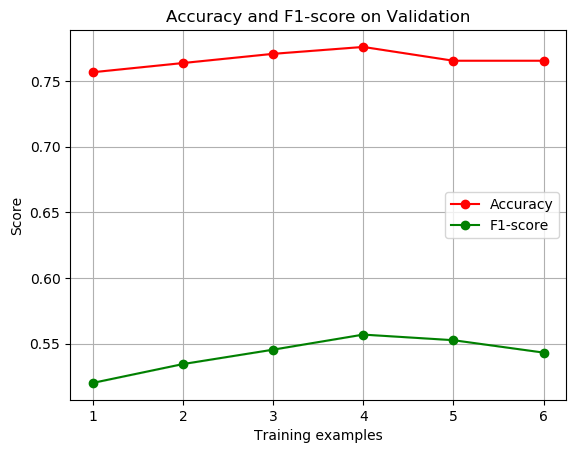 Accuracy and F1-score on Validation
0.75
0.70
0.65
0.60
0.55
Score
Accuracy
F1-score
1 2 3 4 5 6
Training examples